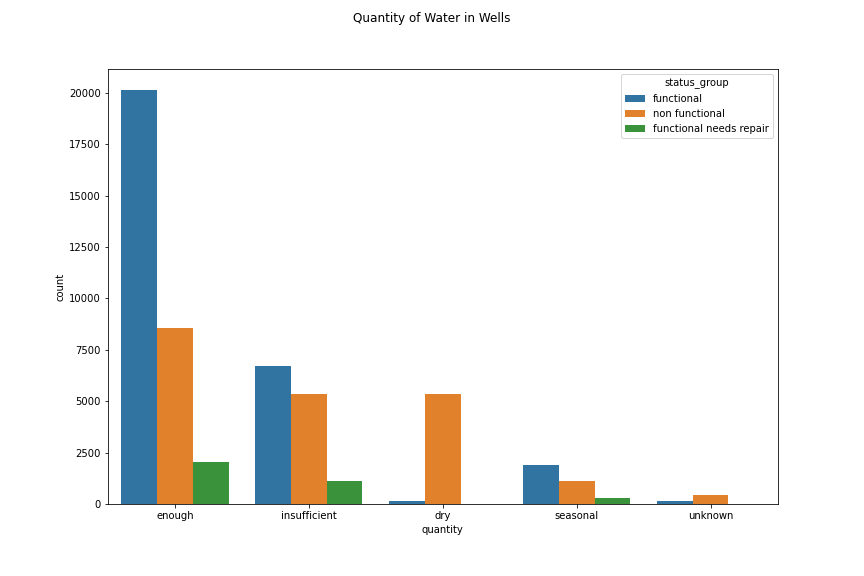 Quantity of Water in Wells
status_group
functional
non functional
functional needs repair
20000
17500
15000
12500
10000
7500
5000
2500
0
count
enough insufficient dry seasonal unknown
quantity